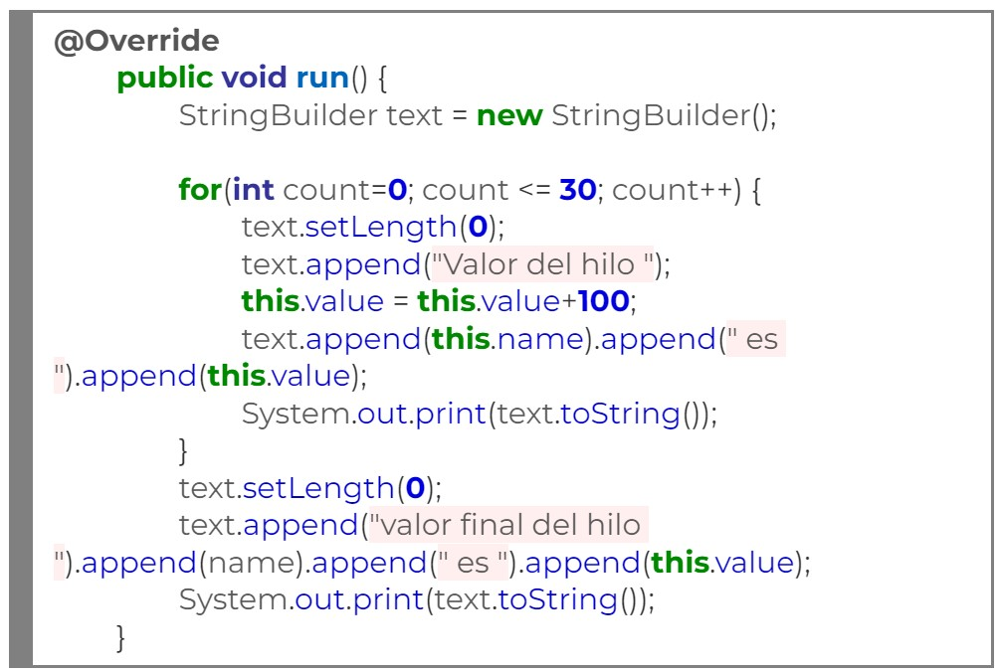 @Override
public void run() {
StringBuilder text = new StringBuilder();
for(int count=0; count <= 30; count++) {
text.setLength(0);
text.append("Valor del hilo ");
this.value = this.value+100;
text.append(this.name).append(" es
").append(this.value);
System.out.print(text.toString());
}
text.setLength(0);
text.append("valor final del hilo
").append(name).append(" es ").append(this.value);
System.out.print(text.toString());
}